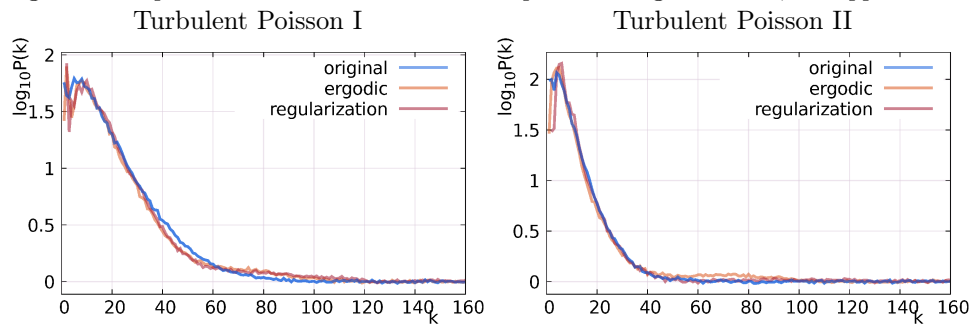 Turbulent Poisson I
log10P(k)
2
1.5
1
0.5
0
original
ergodic
regularization
0 20 40 60 80 100 120 140 160
k
Turbulent Poisson II
log10P(k)
2
1.5
1
0.5
0
original
ergodic
regularization
0 20 40 60 80 100 120 140 160
k